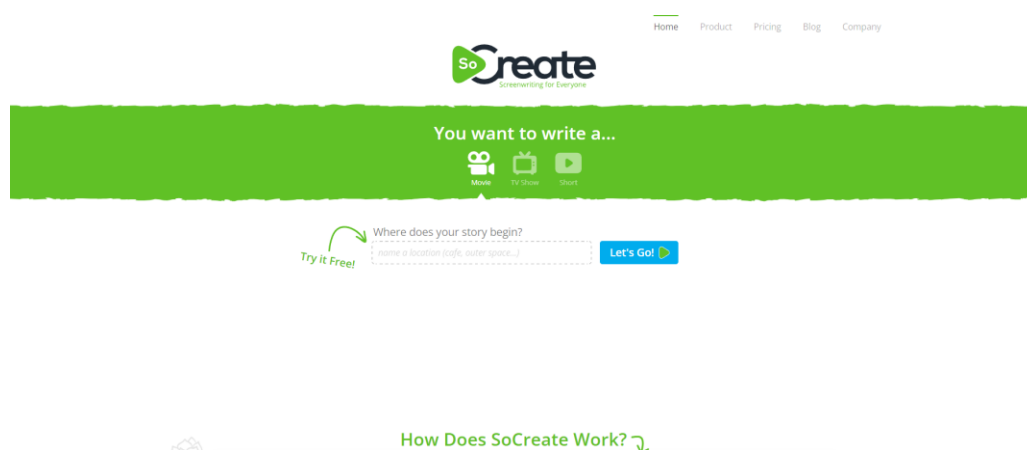 Home Product Pricing Blog Company
So Create
Screenwriting for Everyone
You want to write a...
Movie TV Show Short
Where does your story begin?
Try it Free!
name a location (cafe, outer space...)
Let's Go!
How Does SoCreate Work?